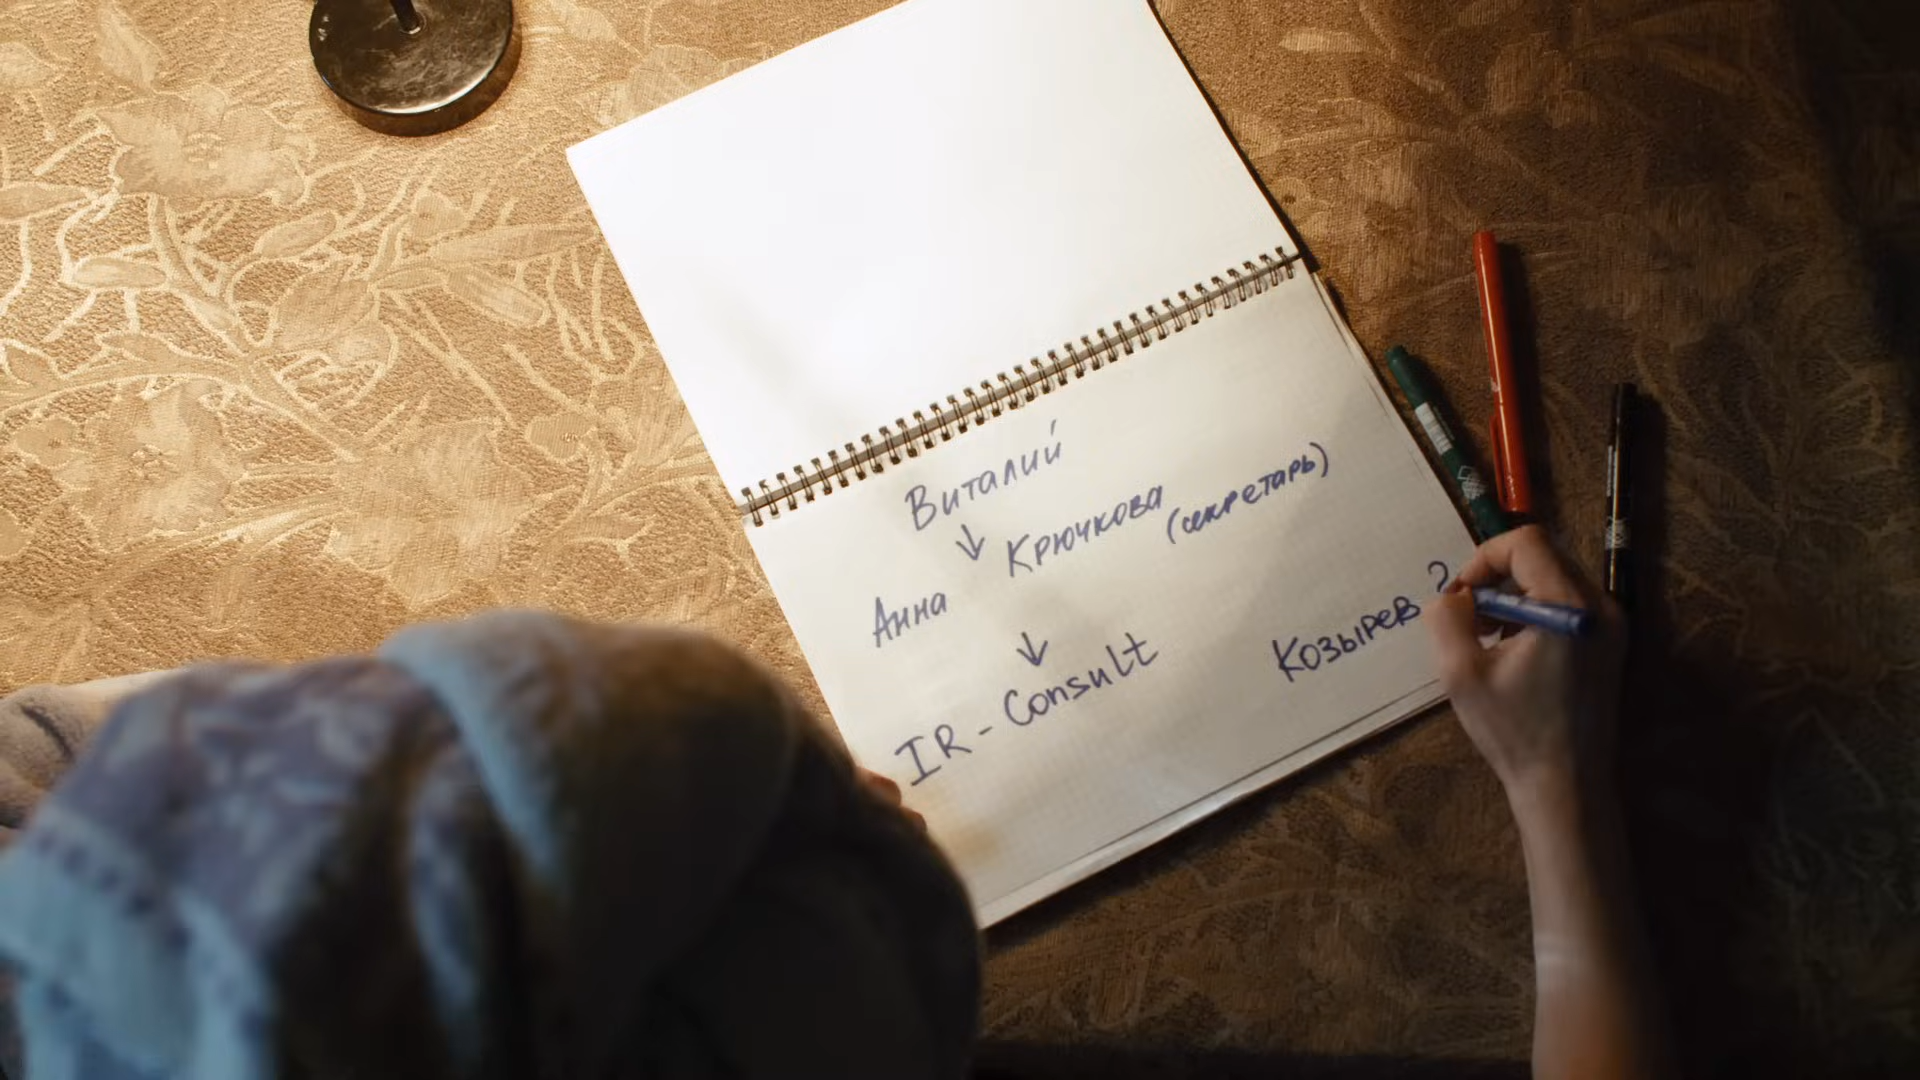 Виталий
↓
Анна Крючкова (секретарь)
↓
IR - Consult
Козырев ?